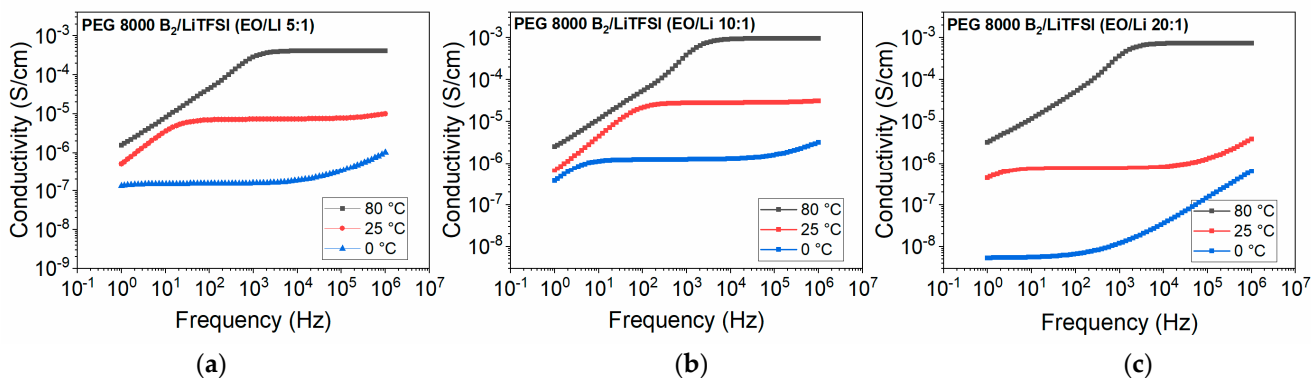 PEG 8000 B₂/LiTFSI (EO/LI 5:1)
10⁻³
10⁻⁴
10⁻⁵
10⁻⁶
10⁻⁷
10⁻⁸
10⁻⁹
Conductivity (S/cm)
80 °C
25 °C
0 °C
10⁻¹ 10⁰ 10¹ 10² 10³ 10⁴ 10⁵ 10⁶ 10⁷
Frequency (Hz)
(a)
PEG 8000 B₂/LiTFSI (EO/Li 10:1)
10⁻³
10⁻⁴
10⁻⁵
10⁻⁶
10⁻⁷
10⁻⁸
Conductivity (S/cm)
80 °C
25 °C
0 °C
10⁻¹ 10⁰ 10¹ 10² 10³ 10⁴ 10⁵ 10⁶ 10⁷
Frequency (Hz)
(b)
PEG 8000 B₂/LiTFSI (EO/Li 20:1)
10⁻³
10⁻⁴
10⁻⁵
10⁻⁶
10⁻⁷
10⁻⁸
Conductivity (S/cm)
80 °C
25 °C
0 °C
10⁻¹ 10⁰ 10¹ 10² 10³ 10⁴ 10⁵ 10⁶ 10⁷
Frequency (Hz)
(c)